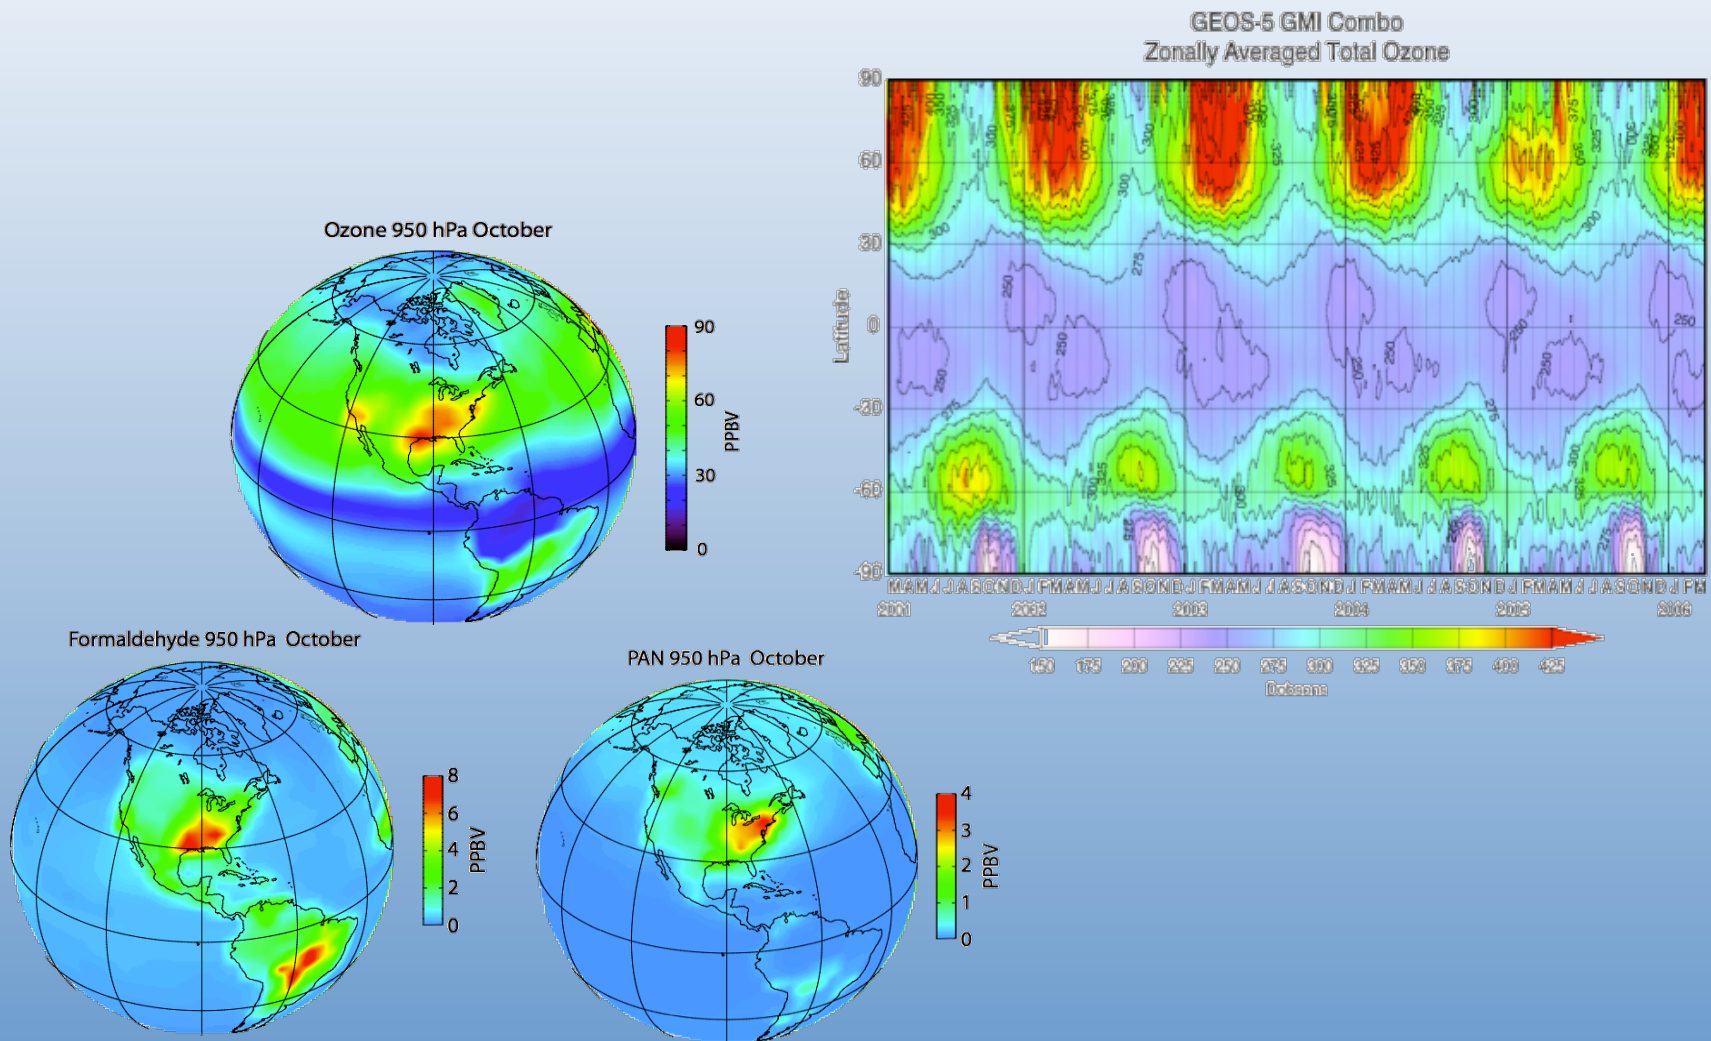 GEOS-5 GMI Combo
Zonally Averaged Total Ozone
90
60
30
0
-30
-60
-90
Latitude
M A M J J A S O N D J F M A M J J A S O N D J F M A M J J A S O N D J F M A M J J A S O N D J F M A M J J A S O N D J F M
2001 2002 2003 2004 2005 2006
150 175 200 225 250 275 300 325 350 375 400 425
Dobsons
Ozone 950 hPa October
90
60
30
0
PPBV
Formaldehyde 950 hPa October
8
6
4
2
0
PPBV
PAN 950 hPa October
4
3
2
1
0
PPBV